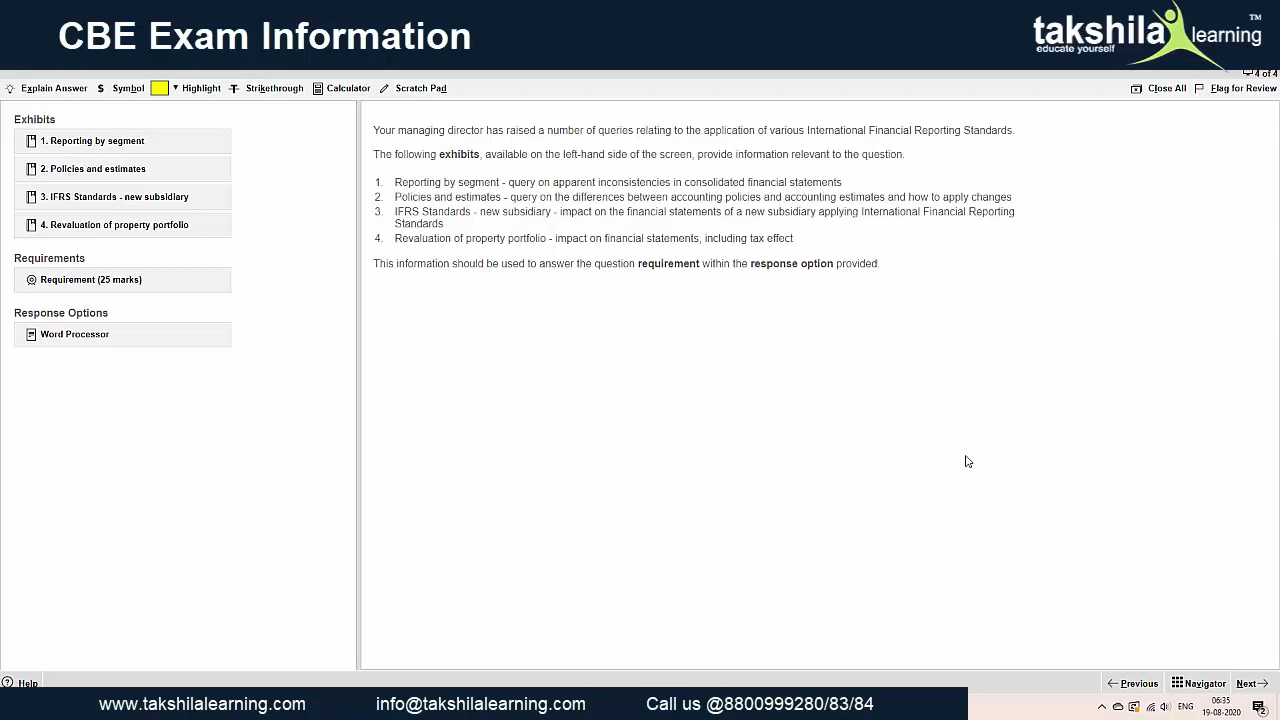 CBE Exam Information
takshila learning ™
educate yourself
4 of 4
Explain Answer $ Symbol Highlight T Strikethrough Calculator Scratch Pad Close All Flag for Review
Exhibits
1. Reporting by segment
2. Policies and estimates
3. IFRS Standards - new subsidiary
4. Revaluation of property portfolio
Requirements
Requirement (25 marks)
Response Options
Word Processor
Your managing director has raised a number of queries relating to the application of various International Financial Reporting Standards.
The following exhibits, available on the left-hand side of the screen, provide information relevant to the question.
1. Reporting by segment - query on apparent inconsistencies in consolidated financial statements
2. Policies and estimates - query on the differences between accounting policies and accounting estimates and how to apply changes
3. IFRS Standards - new subsidiary - impact on the financial statements of a new subsidiary applying International Financial Reporting
Standards
4. Revaluation of property portfolio - impact on financial statements, including tax effect
This information should be used to answer the question requirement within the response option provided.
? Help
Previous Navigator Next
www.takshilalearning.com info@takshilalearning.com Call us @8800999280/83/84
ENG 06:35
19-08-2020 2